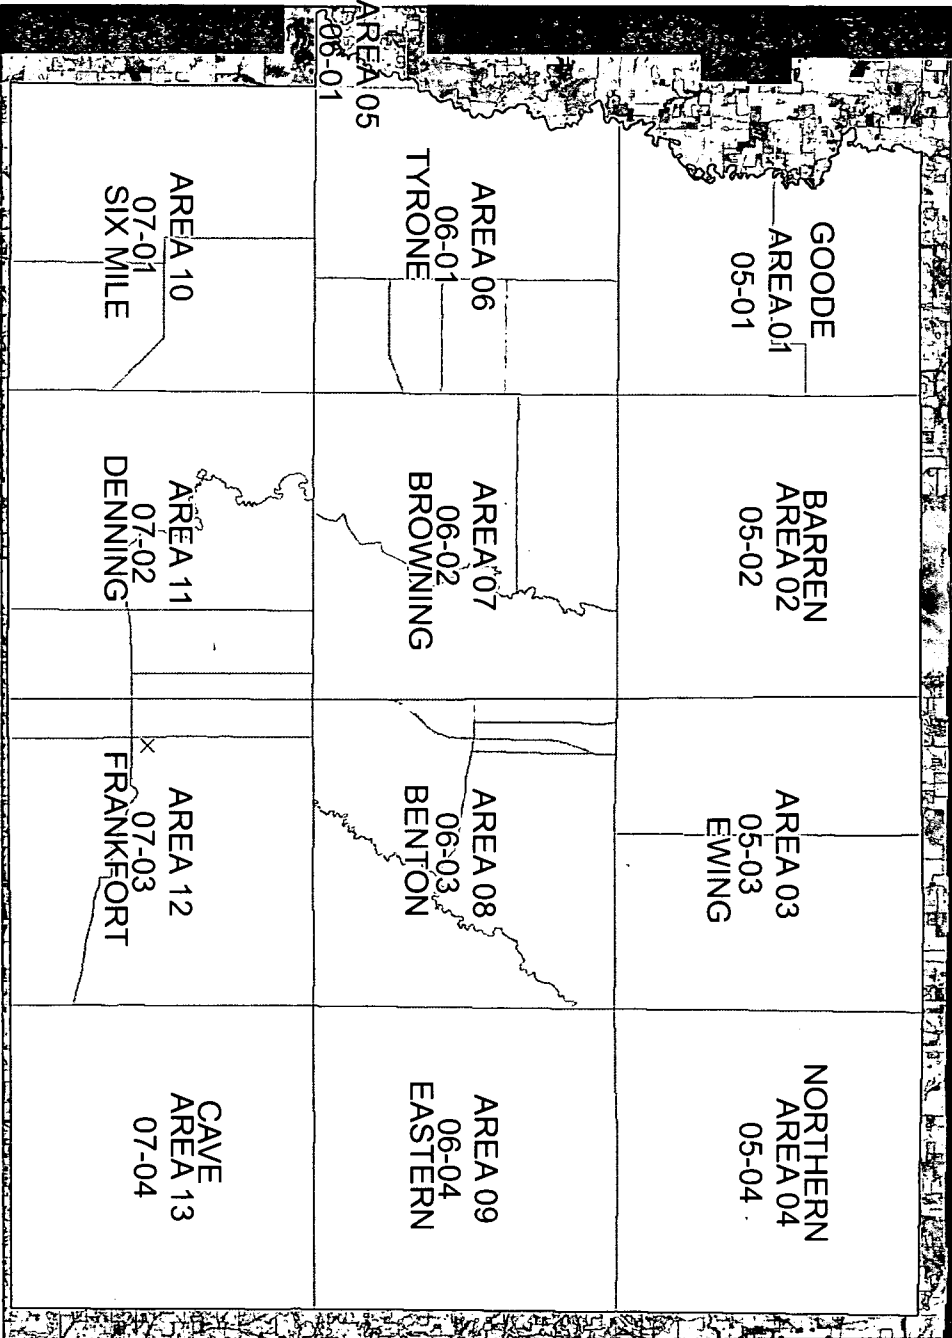 GOODE
AREA 01
05-01
BARREN
AREA 02
05-02
AREA 03
05-03
EWING
NORTHERN
AREA 04
05-04
AREA 05
06-01
AREA 06
06-01
TYRONE
AREA 07
06-02
BROWNING
AREA 08
06-03
BENTON
AREA 09
06-04
EASTERN
AREA 10
07-01
SIX MILE
AREA 11
07-02
DENNING
AREA 12
07-03
FRANKFORT
CAVE
AREA 13
07-04